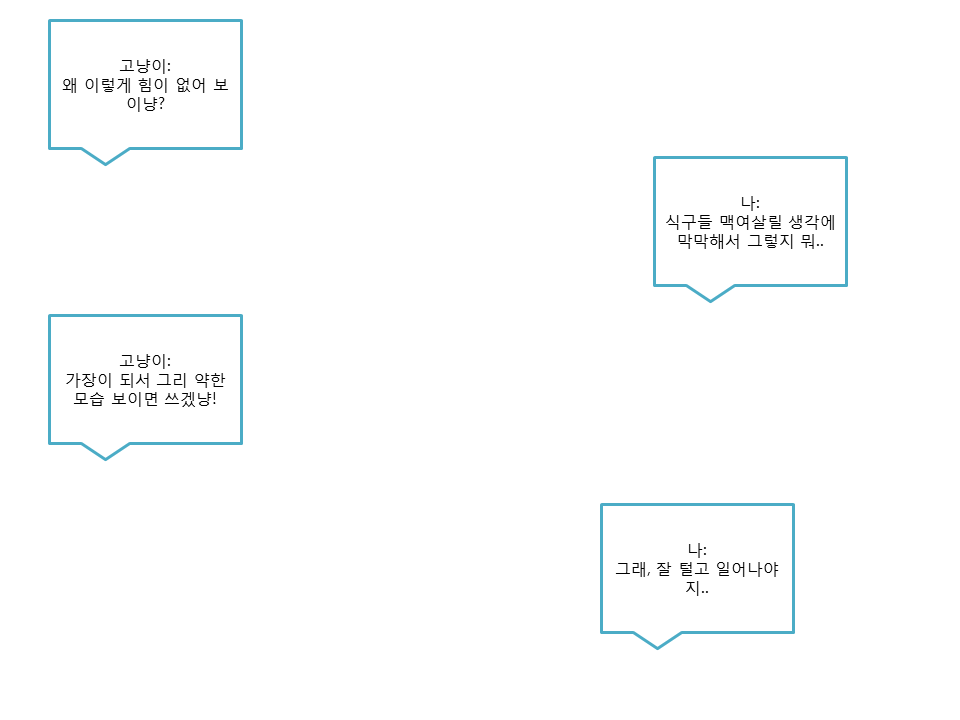 고냥이:
왜 이렇게 힘이 없어 보
이냥?
나:
식구들 맥여살릴 생각에
막막해서 그렇지 뭐..
고냥이:
가장이 되서 그리 약한
모습 보이면 쓰겠냥!
나:
그래, 잘 털고 일어나야
지..